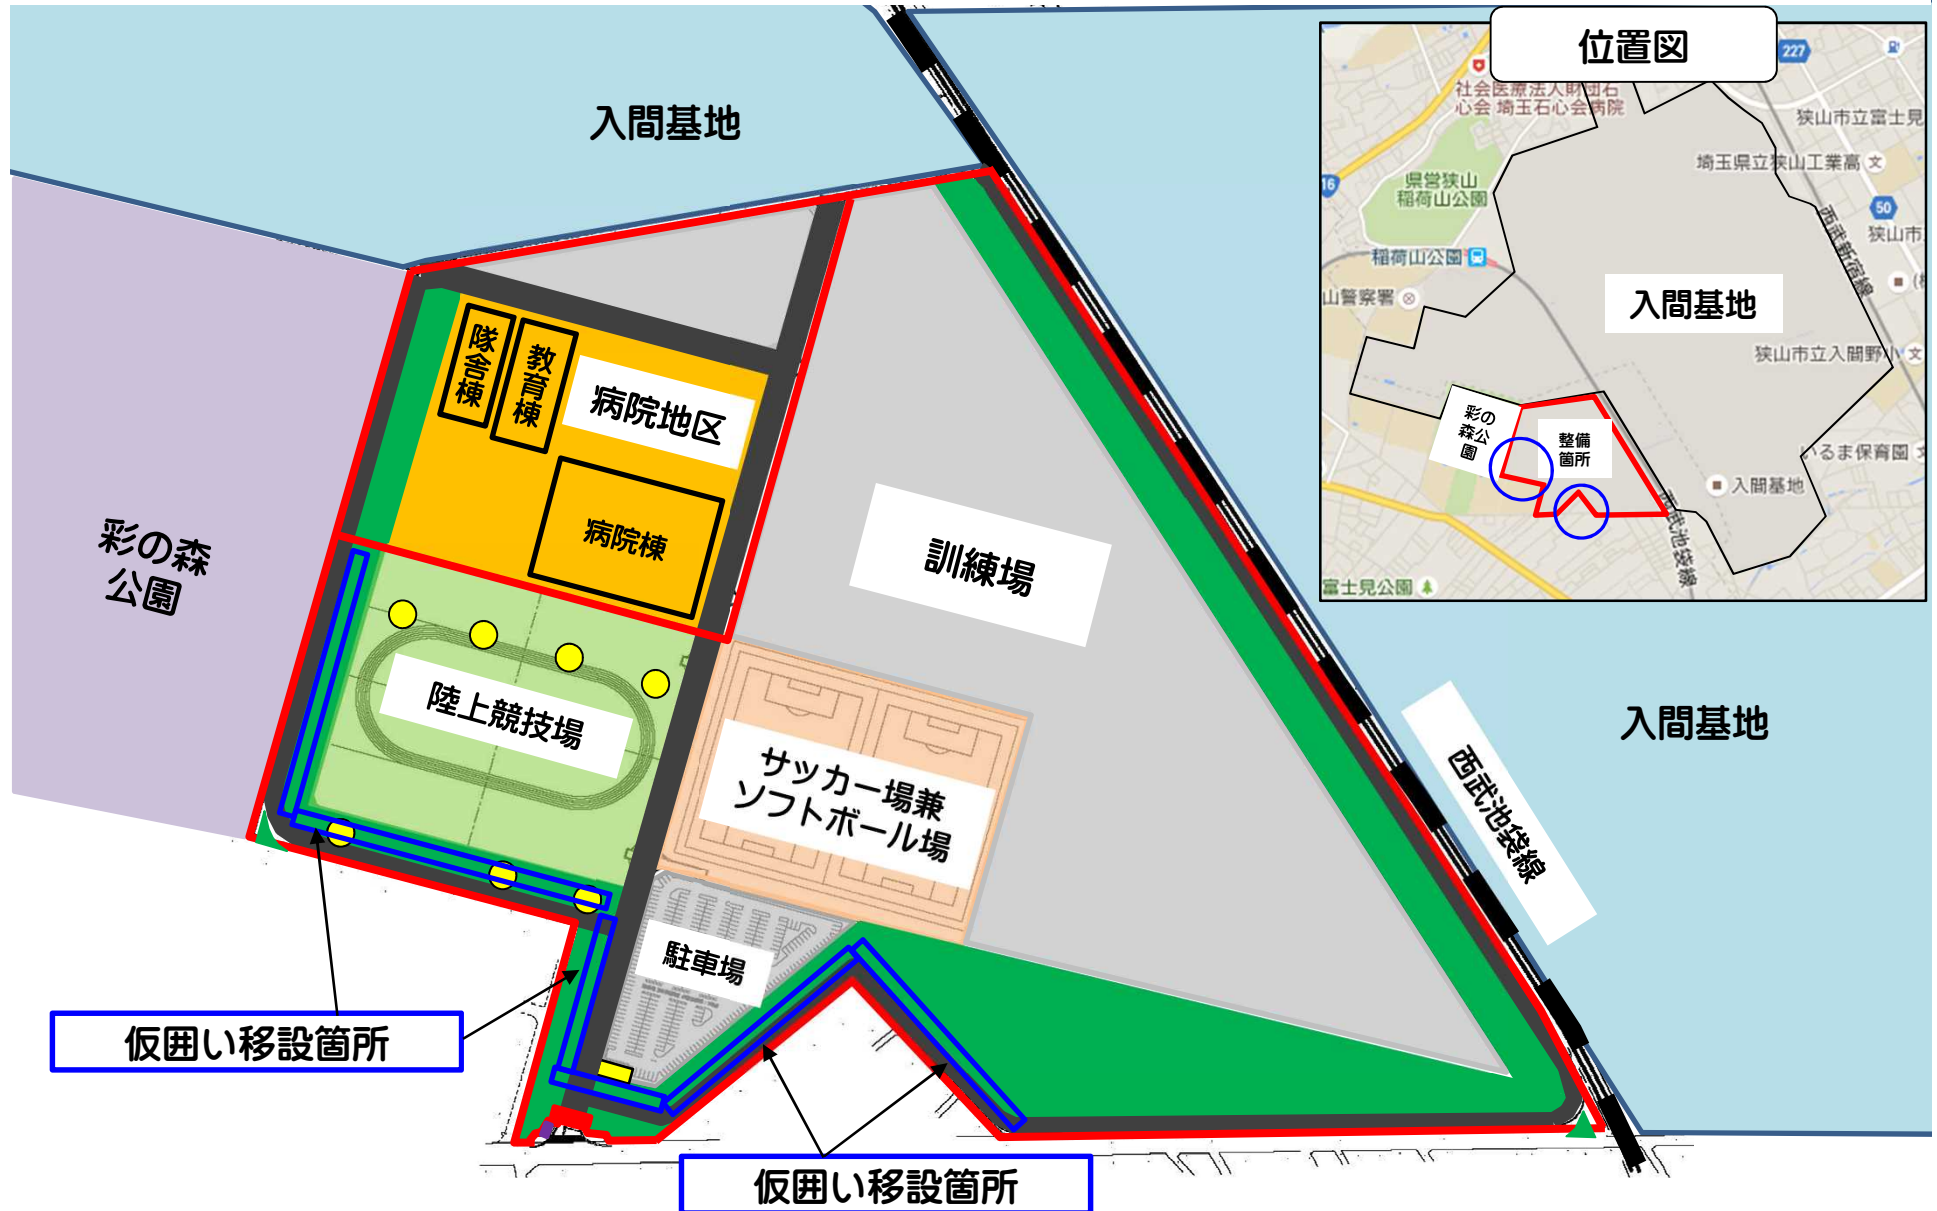 入間基地
隊舎棟
教育棟
病院地区
病院棟
訓練場
彩の森
公園
陸上競技場
サッカー場兼
ソフトボール場
駐車場
西武池袋線
入間基地
仮囲い移設箇所
仮囲い移設箇所
位置図
227
社会医療法人財団石
心会 埼玉石心会病院
狭山市立富士見
埼玉県立狭山工業高
16
県営狭山
稲荷山公園
50
狭山市
西武新宿線
稲荷山公園
山警察署
入間基地
狭山市立入間野小
彩の
森公
園
整備
箇所
いるま保育園
入間基地
西武池袋線
富士見公園